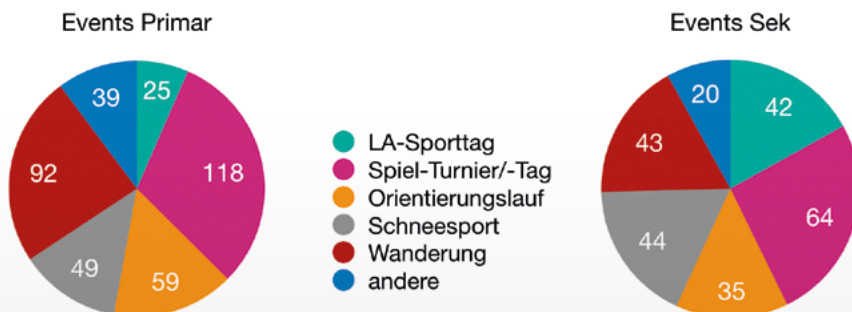 Events Primar
39
25
118
92
49
59
LA-Sporttag
Spiel-Turnier/-Tag
Orientierungslauf
Schneesport
Wanderung
andere
Events Sek
20
42
43
64
44
35